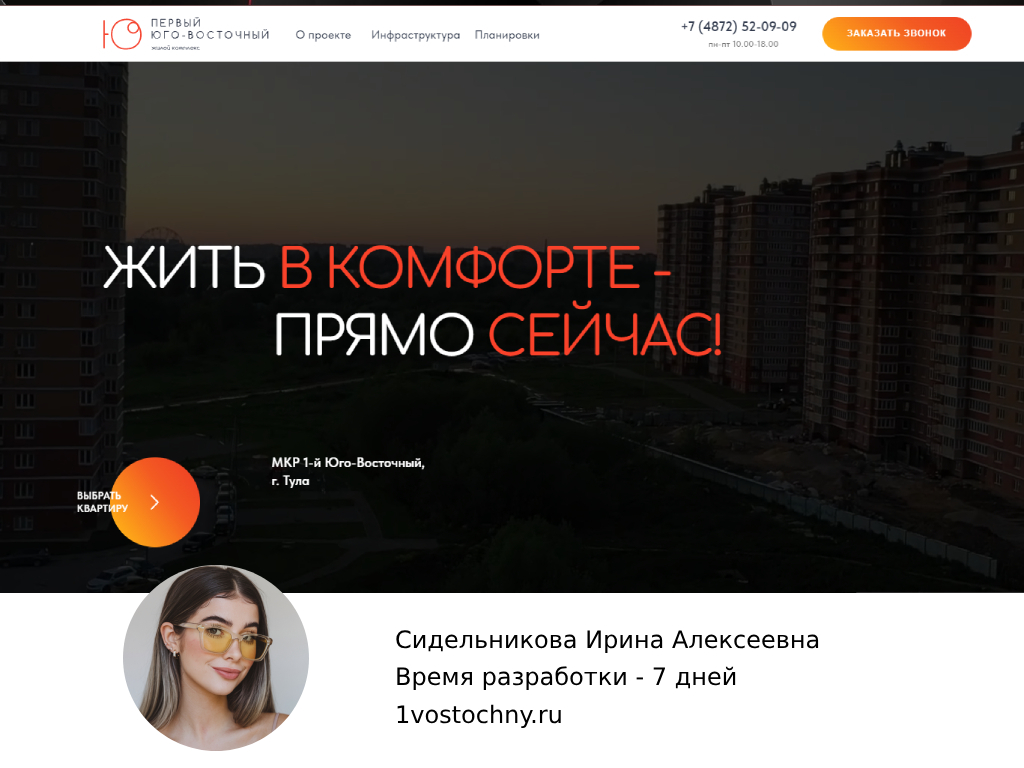 ПЕРВЫЙ
ЮГО-ВОСТОЧНЫЙ
жилой комплекс
О проекте
Инфраструктура
Планировки
+7 (4872) 52-09-09
пн-пт 10.00-18.00
ЗАКАЗАТЬ ЗВОНОК
ЖИТЬ В КОМФОРТЕ -
ПРЯМО СЕЙЧАС!
МКР 1-й Юго-Восточный,
г. Тула
ВЫБРАТЬ
КВАРТИРУ
Сидельникова Ирина Алексеевна
Время разработки - 7 дней
1vostochny.ru